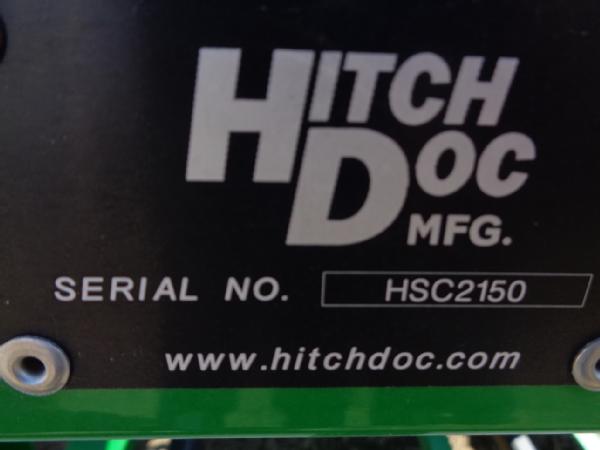 HITCH
DOC
MFG.
SERIAL NO. HSC2150
www.hitchdoc.com